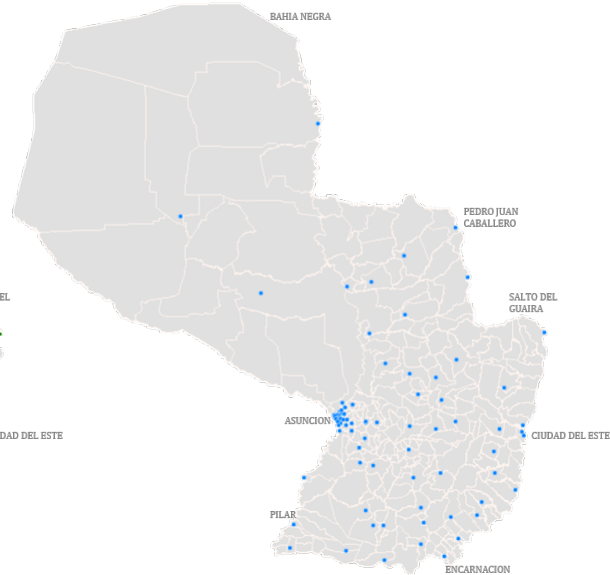 BAHIA NEGRA
PEDRO JUAN
CABALLERO
EL
SALTO DEL
GUAIRA
ASUNCION
DAD DEL ESTE
CIUDAD DEL ESTE
PILAR
ENCARNACION